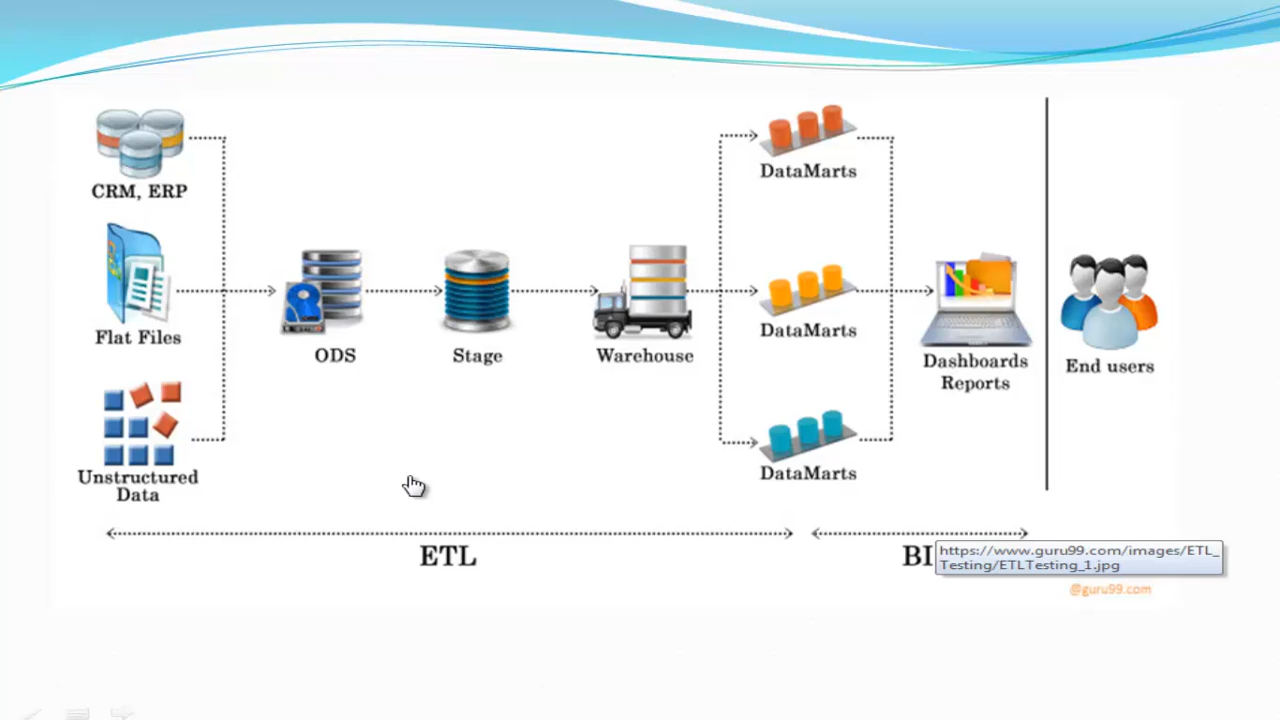 CRM, ERP
DataMarts
Flat Files
ODS
Stage
Warehouse
DataMarts
Dashboards
Reports
End users
Unstructured
Data
DataMarts
ETL
BI
https://www.guru99.com/images/ETL_
Testing/ETLTesting_1.jpg
@guru99.com